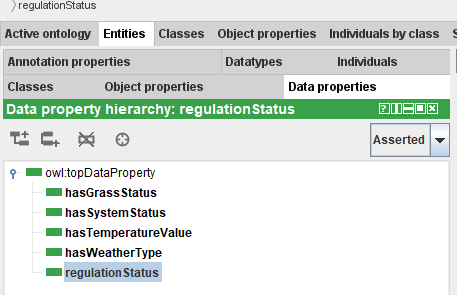 regulationStatus
Active ontology Entities Classes Object properties Individuals by class
Annotation properties Datatypes Individuals
Classes Object properties Data properties
Data property hierarchy: regulationStatus
Asserted
owl:topDataProperty
hasGrassStatus
hasSystemStatus
hasTemperatureValue
hasWeatherType
regulationStatus